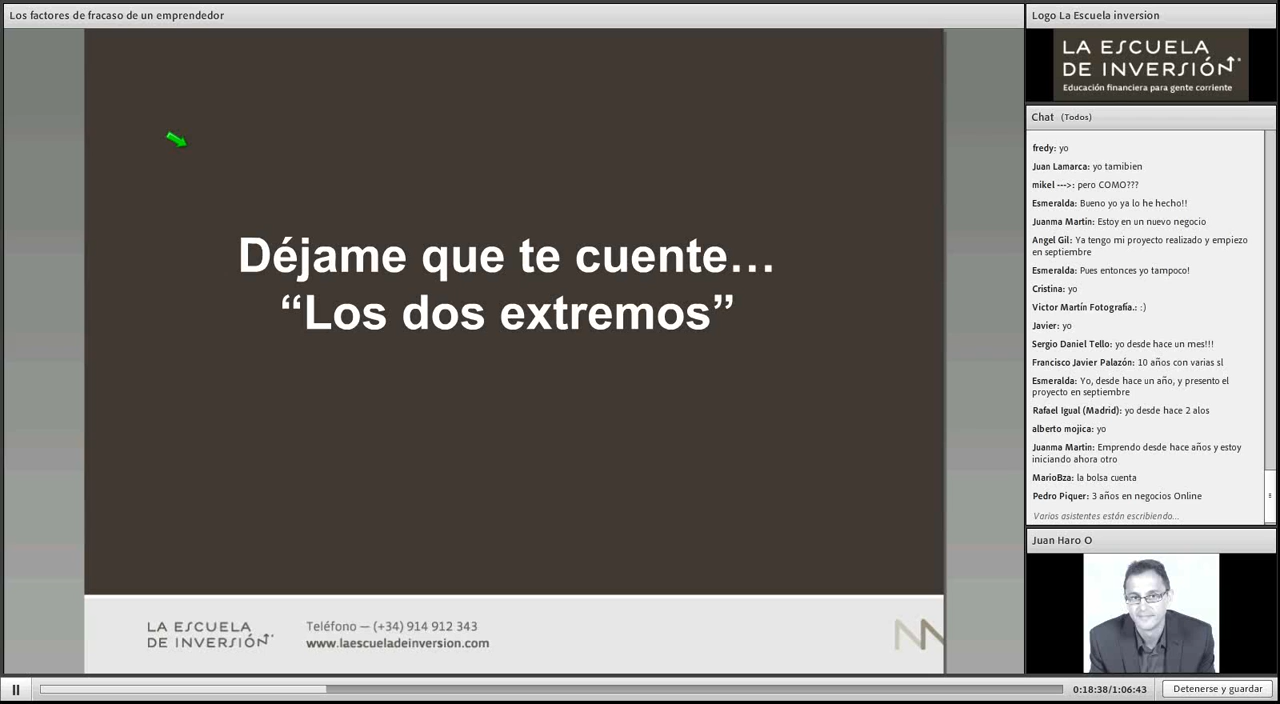 Los factores de fracaso de un emprendedor
Déjame que te cuente…
“Los dos extremos”
LA ESCUELA
DE INVERSIÓN
Teléfono — (+34) 914 912 343
www.laescueladeinversion.com
Logo La Escuela inversion
LA ESCUELA
DE INVERSIÓN
Educación financiera para gente corriente
Chat (Todos)
fredy: yo
Juan Lamarca: yo tamibien
mikel --->: pero COMO???
Esmeralda: Bueno yo ya lo he hecho!!
Juanma Martin: Estoy en un nuevo negocio
Angel Gil: Ya tengo mi proyecto realizado y empiezo
en septiembre
Esmeralda: Pues entonces yo tampoco!
Cristina: yo
Victor Martín Fotografía.: :)
Javier: yo
Sergio Daniel Tello: yo desde hace un mes!!!
Francisco Javier Palazón: 10 años con varias sl
Esmeralda: Yo, desde hace un año, y presento el
proyecto en septiembre
Rafael Igual (Madrid): yo desde hace 2 alos
alberto mojica: yo
Juanma Martin: Emprendo desde hace años y estoy
iniciando ahora otro
MarioBza: la bolsa cuenta
Pedro Piquer: 3 años en negocios Online
Varios asistentes están escribiendo...
Juan Haro O
0:18:38/1:06:43
Detenerse y guardar